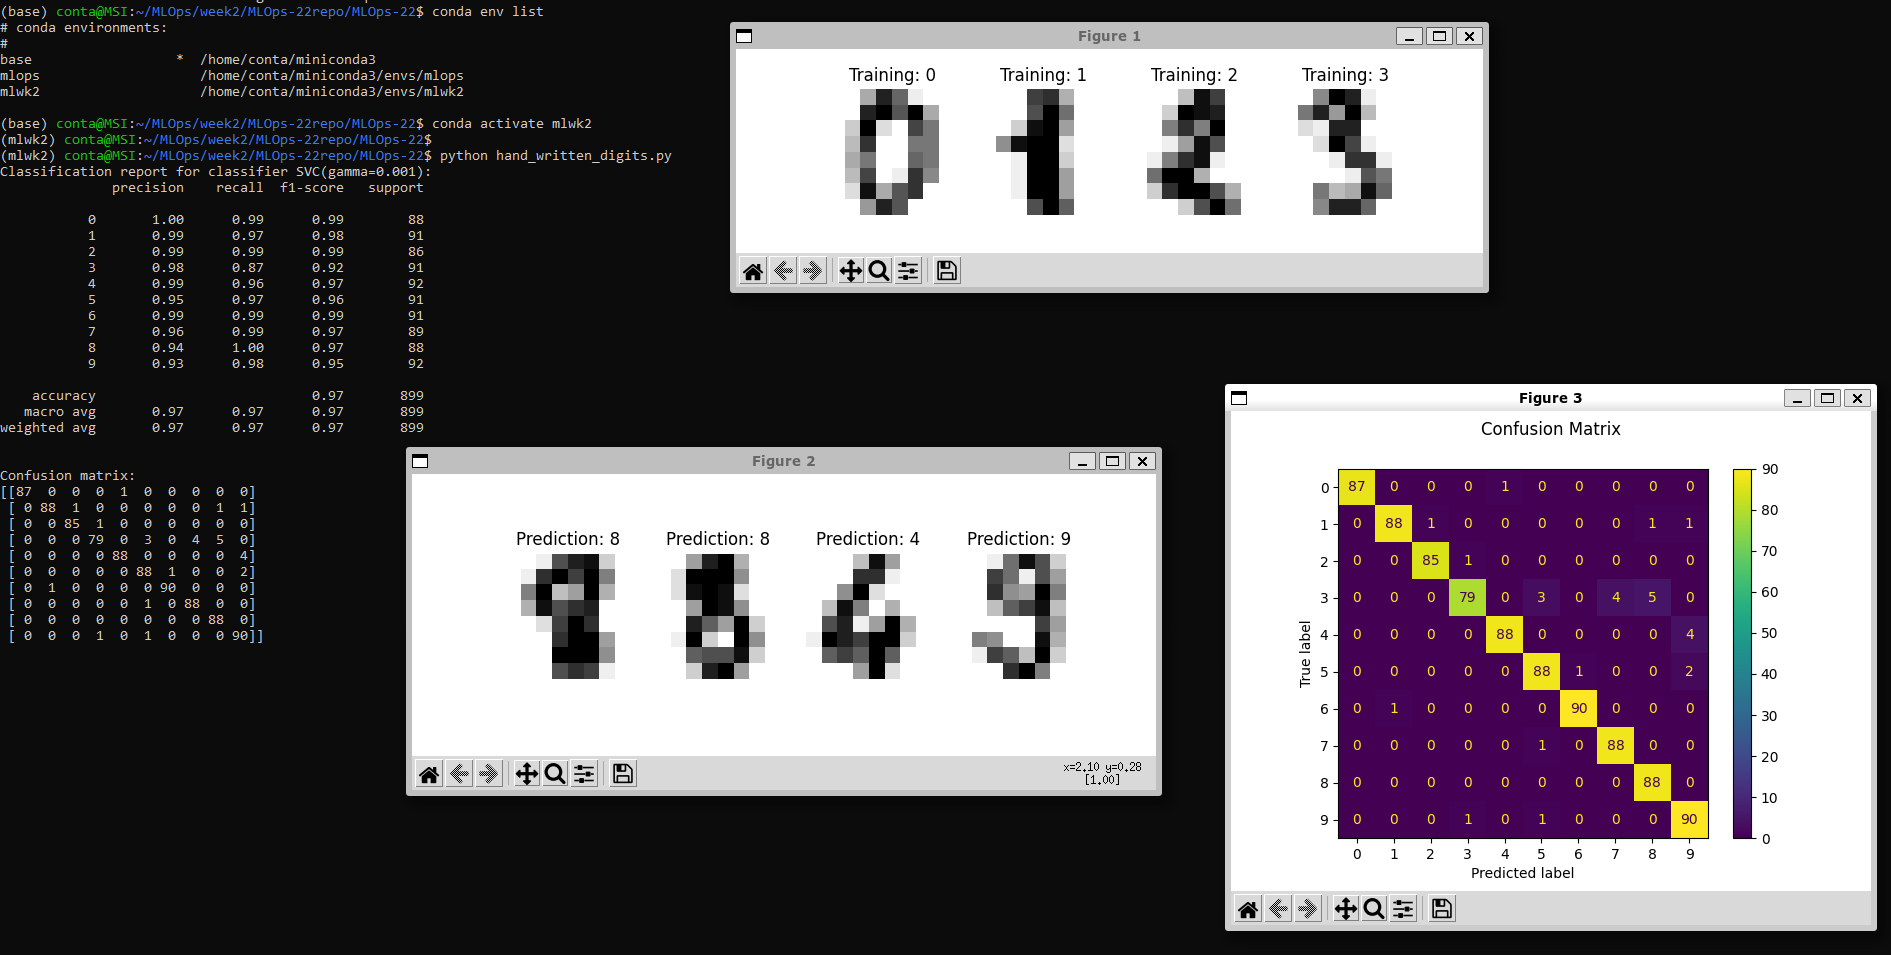 (base) conta@MSI:~/MLOps/week2/MLOps-22repo/MLOps-22$ conda env list
# conda environments:
#
base                  *  /home/conta/miniconda3
mlops                    /home/conta/miniconda3/envs/mlops
mlwk2                    /home/conta/miniconda3/envs/mlwk2
(base) conta@MSI:~/MLOps/week2/MLOps-22repo/MLOps-22$ conda activate mlwk2
(mlwk2) conta@MSI:~/MLOps/week2/MLOps-22repo/MLOps-22$
(mlwk2) conta@MSI:~/MLOps/week2/MLOps-22repo/MLOps-22$ python hand_written_digits.py
Classification report for classifier SVC(gamma=0.001):
              precision    recall  f1-score   support
           0       1.00      0.99      0.99        88
           1       0.99      0.97      0.98        91
           2       0.99      0.99      0.99        86
           3       0.98      0.87      0.92        91
           4       0.99      0.96      0.97        92
           5       0.95      0.97      0.96        91
           6       0.99      0.99      0.99        91
           7       0.96      0.99      0.97        89
           8       0.94      1.00      0.97        88
           9       0.93      0.98      0.95        92
    accuracy                           0.97       899
   macro avg       0.97      0.97      0.97       899
weighted avg       0.97      0.97      0.97       899
Confusion matrix:
[[87  0  0  0  1  0  0  0  0  0]
 [ 0 88  1  0  0  0  0  0  1  1]
 [ 0  0 85  1  0  0  0  0  0  0]
 [ 0  0  0 79  0  3  0  4  5  0]
 [ 0  0  0  0 88  0  0  0  0  4]
 [ 0  0  0  0  0 88  1  0  0  2]
 [ 0  1  0  0  0  0 90  0  0  0]
 [ 0  0  0  0  0  1  0 88  0  0]
 [ 0  0  0  0  0  0  0  0 88  0]
 [ 0  0  0  1  0  1  0  0  0 90]]
Figure 1
Training: 0 Training: 1 Training: 2 Training: 3
Figure 2
Prediction: 8 Prediction: 8 Prediction: 4 Prediction: 9
x=2.10 y=0.28
[1.00]
Figure 3
Confusion Matrix
True label
0 87 0 0 0 1 0 0 0 0 0
1 0 88 1 0 0 0 0 0 1 1
2 0 0 85 1 0 0 0 0 0 0
3 0 0 0 79 0 3 0 4 5 0
4 0 0 0 0 88 0 0 0 0 4
5 0 0 0 0 0 88 1 0 0 2
6 0 1 0 0 0 0 90 0 0 0
7 0 0 0 0 0 1 0 88 0 0
8 0 0 0 0 0 0 0 0 88 0
9 0 0 0 1 0 1 0 0 0 90
0 1 2 3 4 5 6 7 8 9
Predicted label
90
80
70
60
50
40
30
20
10
0